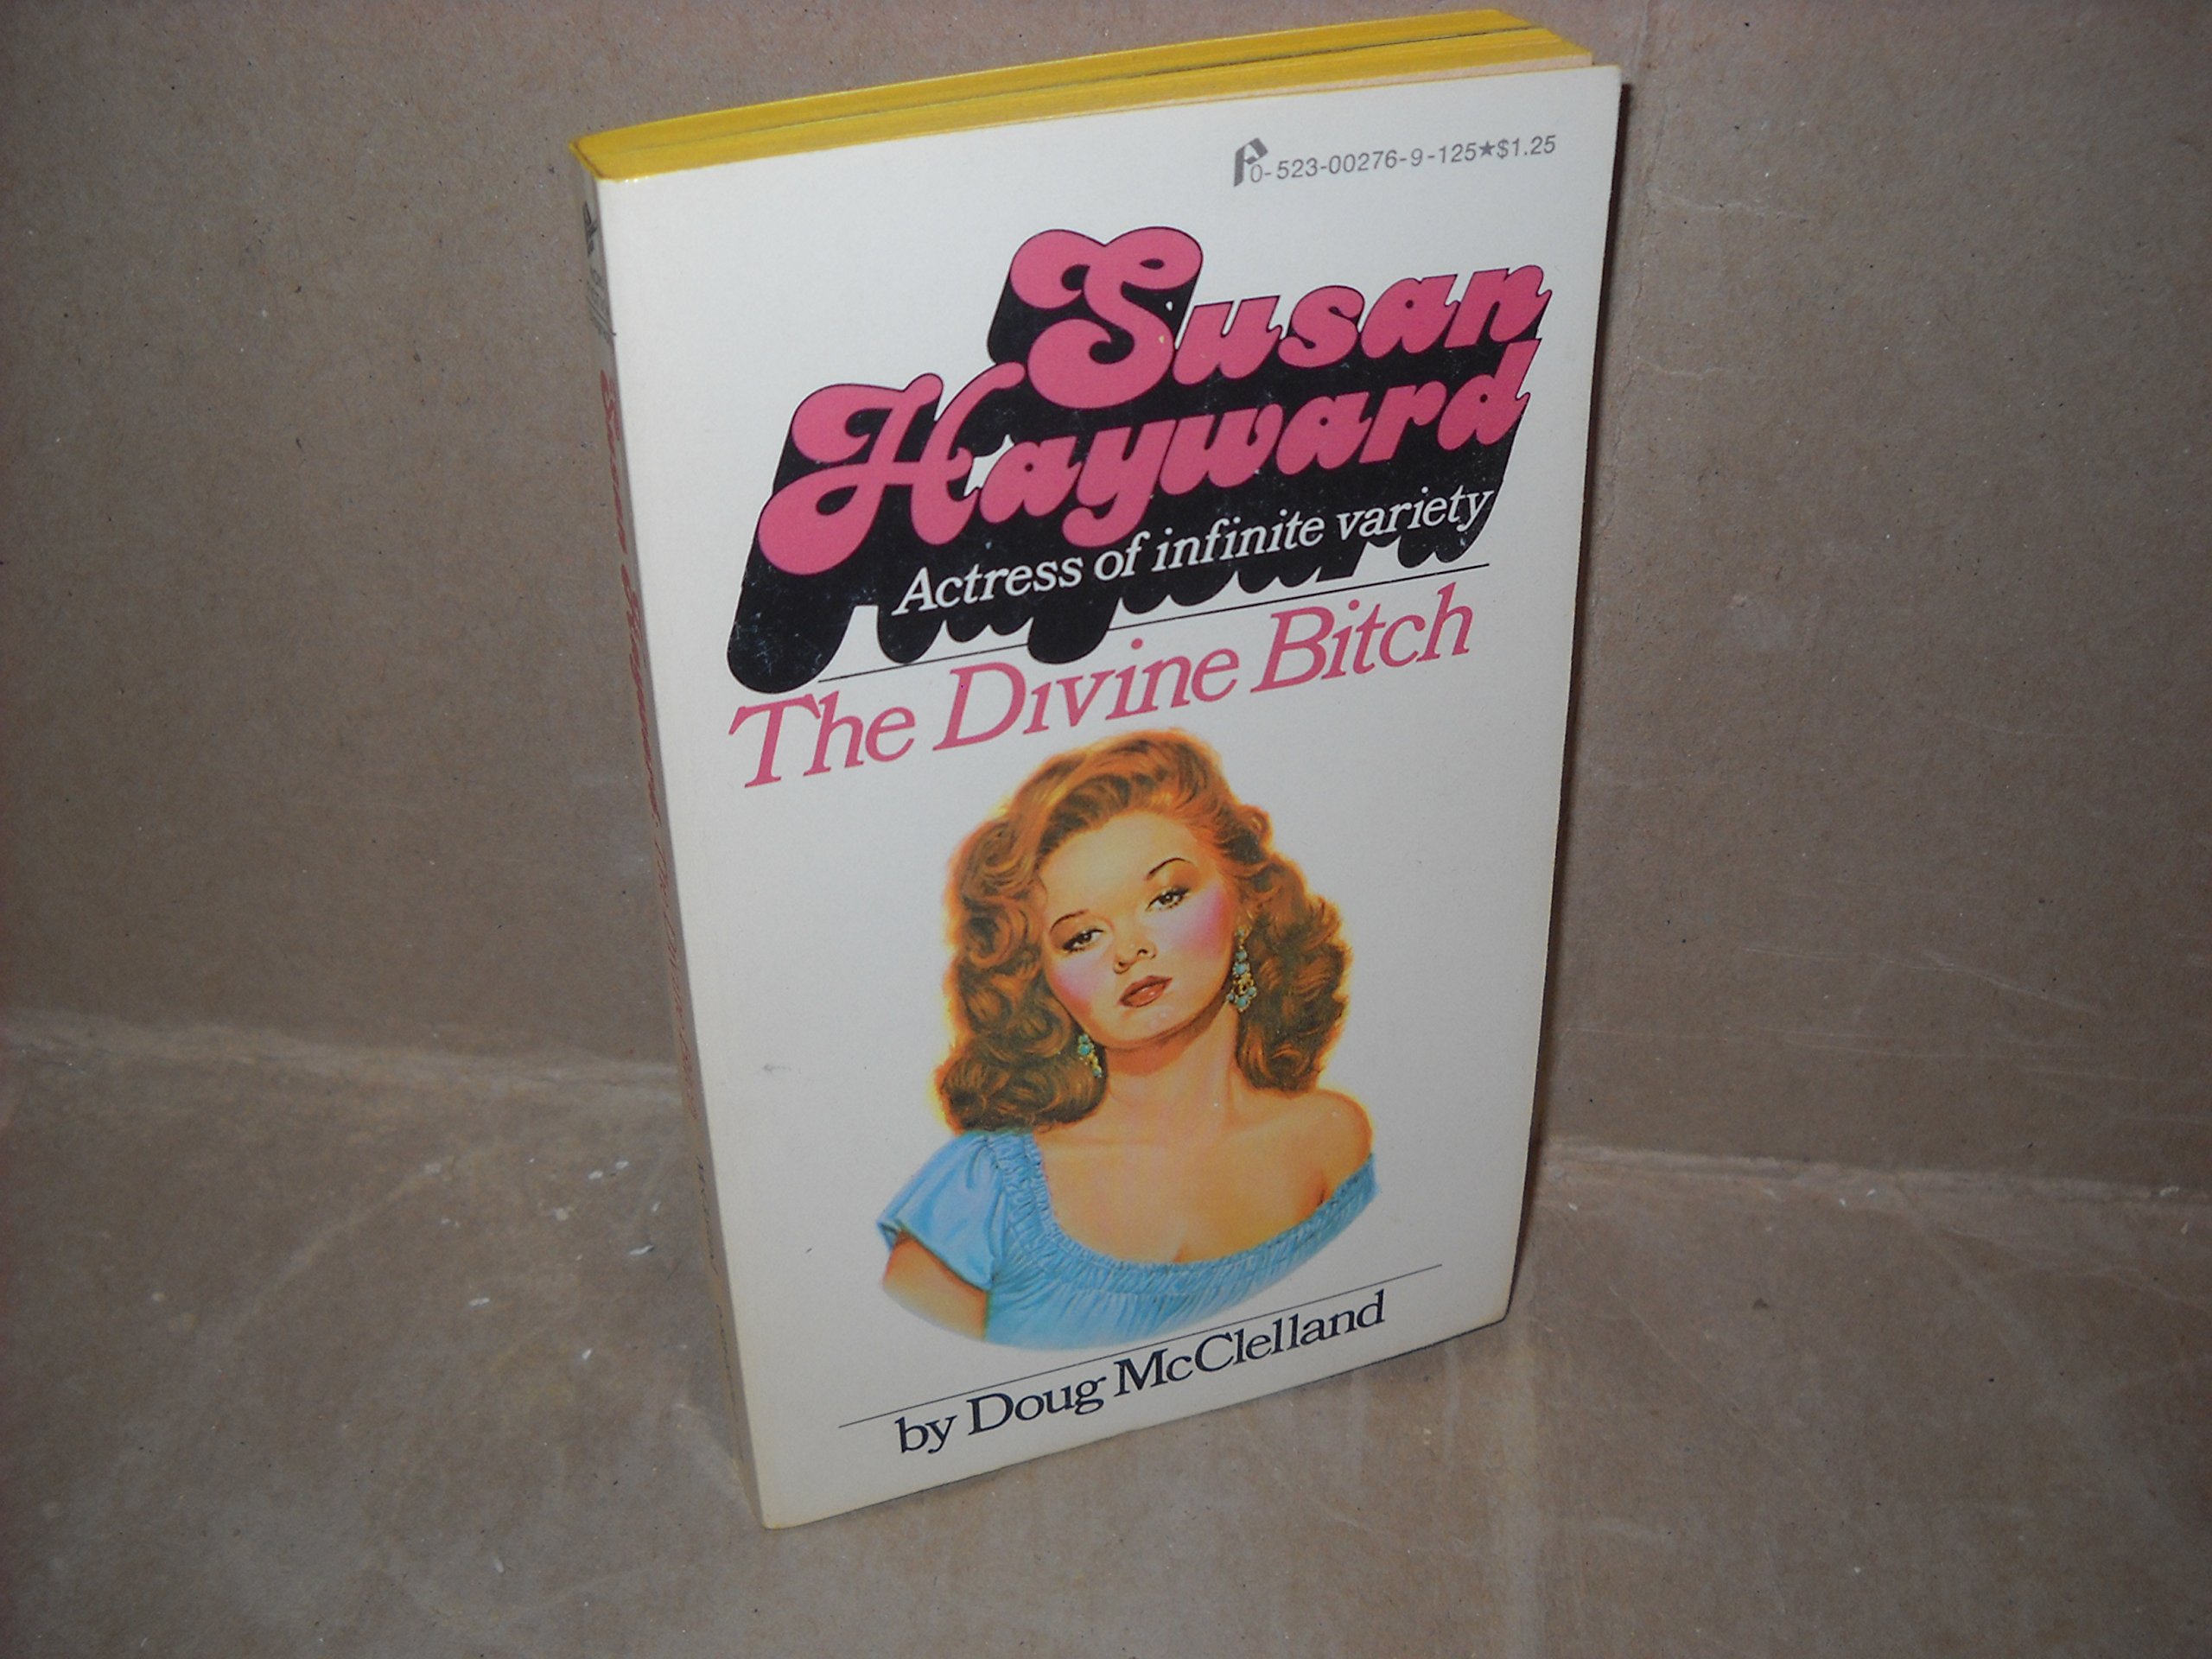 0-523-00276-9-125★$1.25
Susan
Hayward
Actress of infinite variety
The Divine Bitch
by Doug McClelland